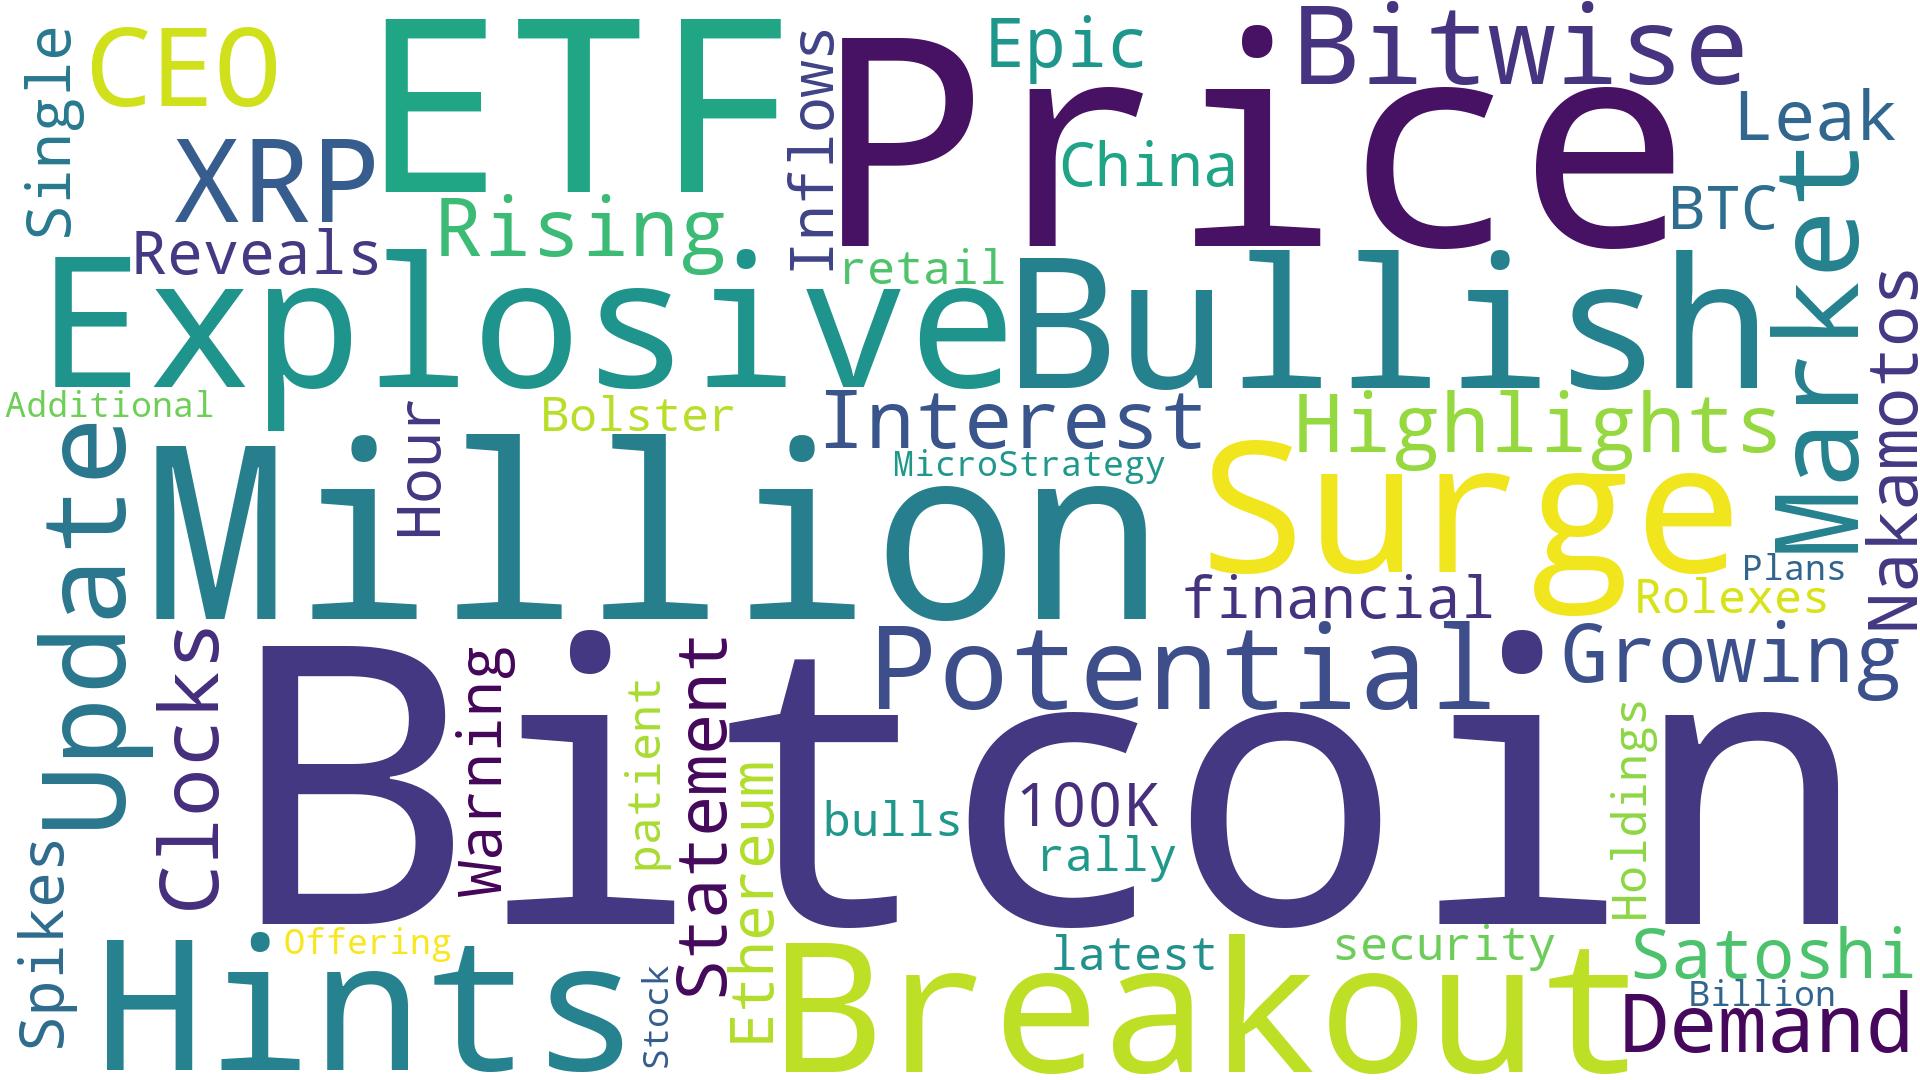 Single
CEO
ETF
Inflows
Price
Epic
Bitwise
Leak
XRP
China
Rising
BTC
Market
Reveals
retail
Explosive
Bullish
Nakamotos
Additional
Hour
Bolster
Interest
Highlights
Update
Million
MicroStrategy
Surge
Plans
financial
Rolexes
Clocks
Bitcoin
Warning
patient
Statement
Potential
Growing
Holdings
Ethereum
bulls
100K
rally
Spikes
Hints
Offering
Stock
Breakout
latest
security
Satoshi
Billion
Demand